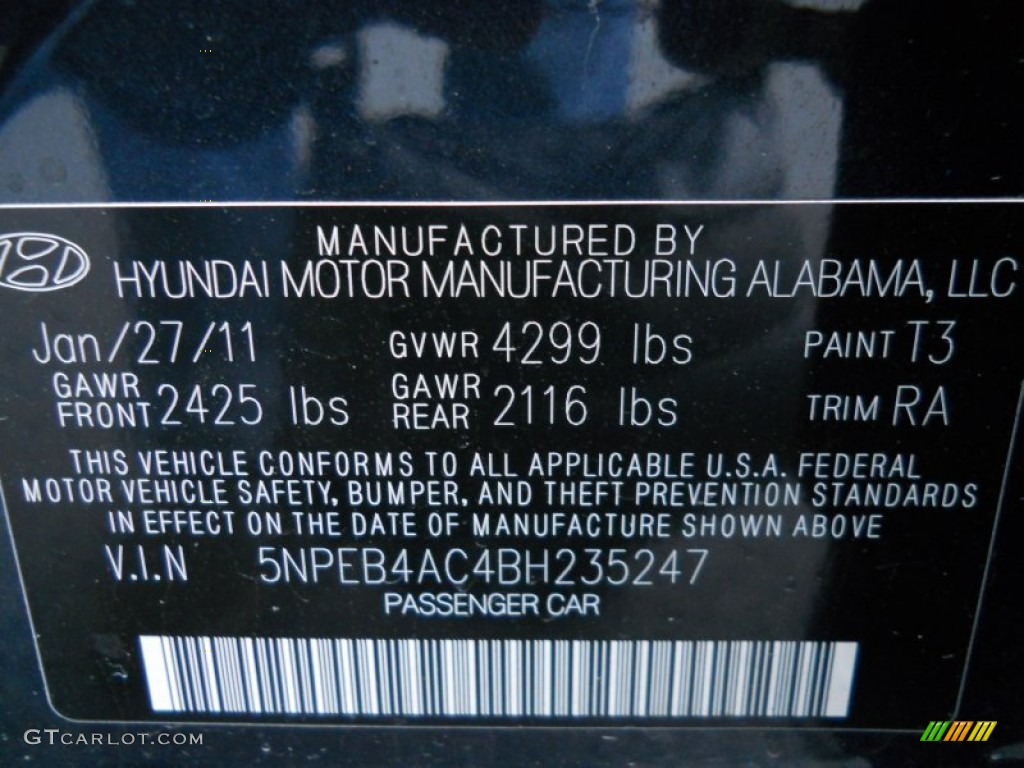 MANUFACTURED BY
HYUNDAI MOTOR MANUFACTURING ALABAMA, LLC
Jan/27/11 GVWR 4299 lbs PAINT T3
GAWR FRONT 2425 lbs GAWR REAR 2116 lbs TRIM RA
THIS VEHICLE CONFORMS TO ALL APPLICABLE U.S.A. FEDERAL
MOTOR VEHICLE SAFETY, BUMPER, AND THEFT PREVENTION STANDARDS
IN EFFECT ON THE DATE OF MANUFACTURE SHOWN ABOVE
V.I.N 5NPEB4AC4BH235247
PASSENGER CAR
GTCARLOT.COM